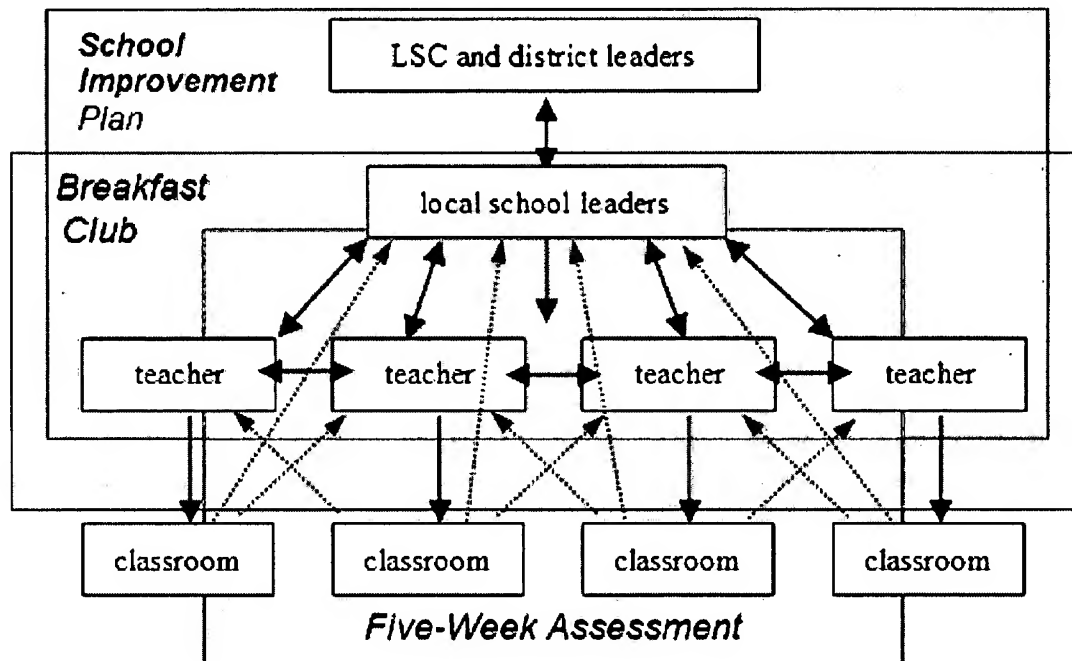 School
Improvement
Plan
LSC and district leaders
Breakfast
Club
local school leaders
teacher
teacher
teacher
teacher
classroom
classroom
classroom
classroom
Five-Week Assessment